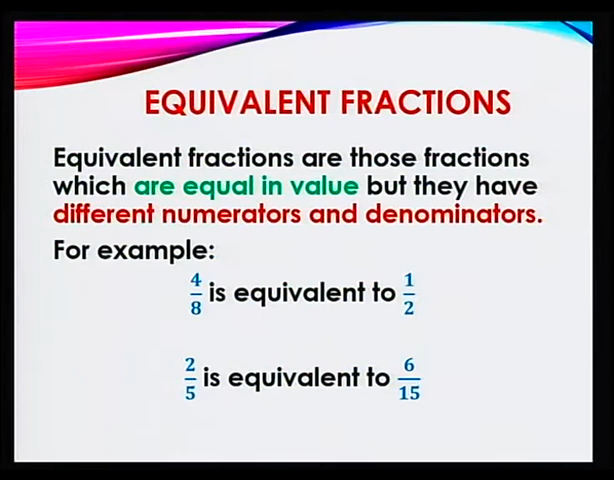 EQUIVALENT FRACTIONS
Equivalent fractions are those fractions
which are equal in value but they have
different numerators and denominators.
For example:
4/8 is equivalent to 1/2
2/5 is equivalent to 6/15